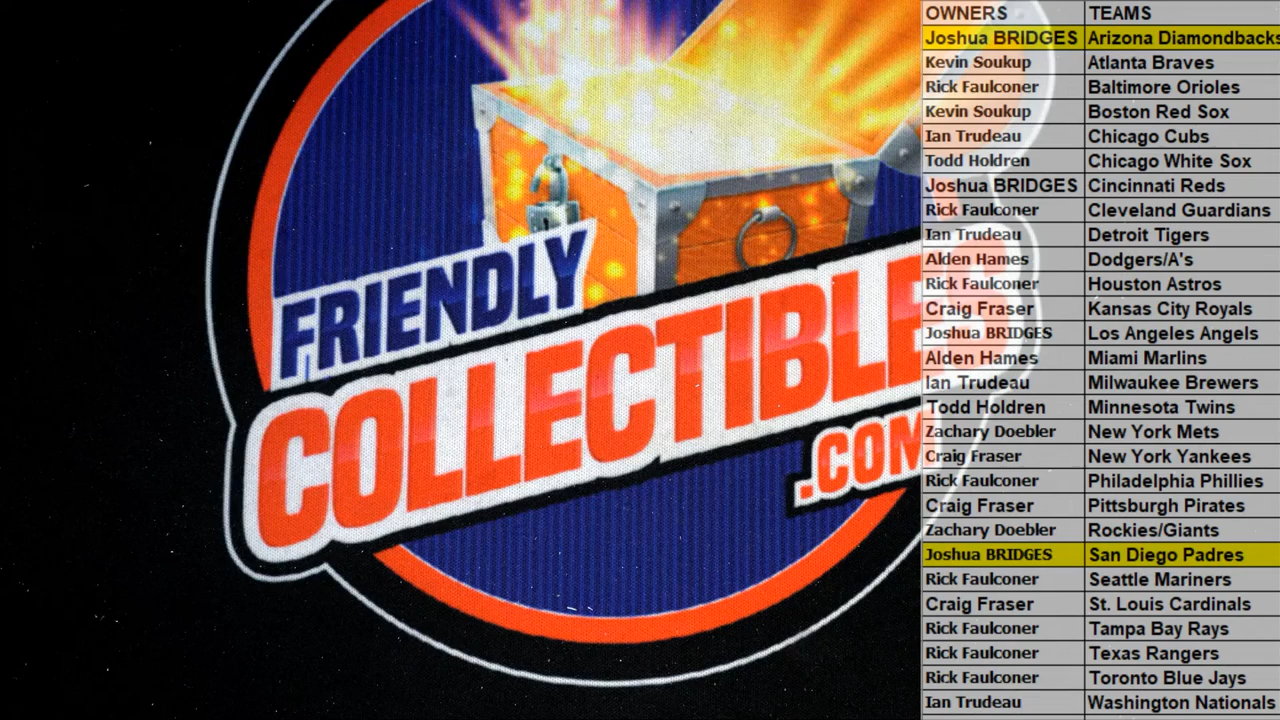 FRIENDLY
COLLECTIBLES
.COM
OWNERS TEAMS
Joshua BRIDGES Arizona Diamondbacks
Kevin Soukup Atlanta Braves
Rick Faulconer Baltimore Orioles
Kevin Soukup Boston Red Sox
Ian Trudeau Chicago Cubs
Todd Holdren Chicago White Sox
Joshua BRIDGES Cincinnati Reds
Rick Faulconer Cleveland Guardians
Ian Trudeau Detroit Tigers
Alden Hames Dodgers/A's
Rick Faulconer Houston Astros
Craig Fraser Kansas City Royals
Joshua BRIDGES Los Angeles Angels
Alden Hames Miami Marlins
Ian Trudeau Milwaukee Brewers
Todd Holdren Minnesota Twins
Zachary Doebler New York Mets
Craig Fraser New York Yankees
Rick Faulconer Philadelphia Phillies
Craig Fraser Pittsburgh Pirates
Zachary Doebler Rockies/Giants
Joshua BRIDGES San Diego Padres
Rick Faulconer Seattle Mariners
Craig Fraser St. Louis Cardinals
Rick Faulconer Tampa Bay Rays
Rick Faulconer Texas Rangers
Rick Faulconer Toronto Blue Jays
Ian Trudeau Washington Nationals